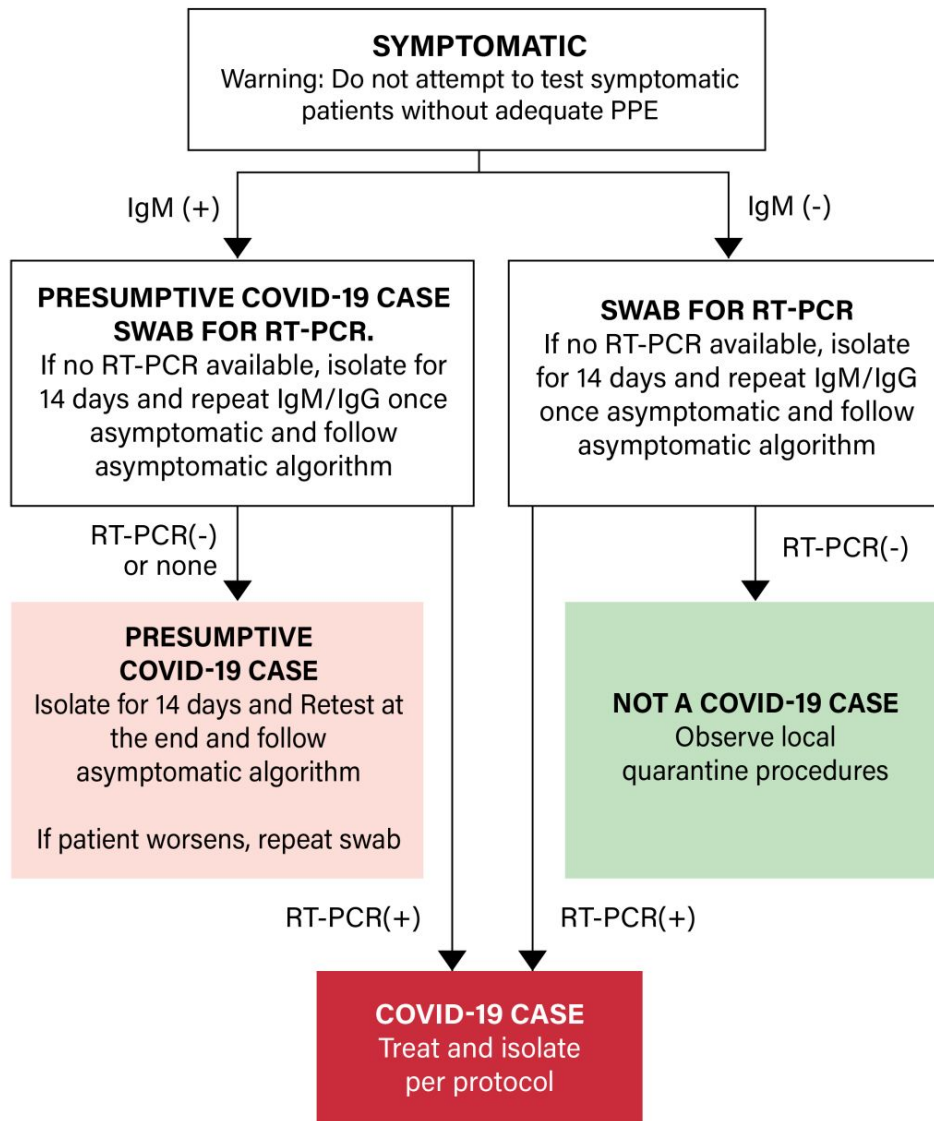 SYMPTOMATIC
Warning: Do not attempt to test symptomatic
patients without adequate PPE
IgM (+)
IgM (-)
PRESUMPTIVE COVID-19 CASE
SWAB FOR RT-PCR.
If no RT-PCR available, isolate for
14 days and repeat IgM/IgG once
asymptomatic and follow
asymptomatic algorithm
SWAB FOR RT-PCR
If no RT-PCR available, isolate
for 14 days and repeat IgM/IgG
once asymptomatic and follow
asymptomatic algorithm
RT-PCR(-)
or none
RT-PCR(-)
PRESUMPTIVE
COVID-19 CASE
Isolate for 14 days and Retest at
the end and follow
asymptomatic algorithm
If patient worsens, repeat swab
NOT A COVID-19 CASE
Observe local
quarantine procedures
RT-PCR(+)
RT-PCR(+)
COVID-19 CASE
Treat and isolate
per protocol